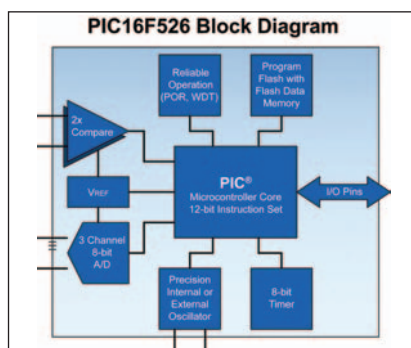 PIC16F526 Block Diagram
Reliable
Operation
(POR, WDT)
Program
Flash with
Flash Data
Memory
2x
Compare
VREF
PIC®
Microcontroller Core
12-bit Instruction Set
I/O Pins
3 Channel
8-bit
A/D
Precision
Internal or
External
Oscillator
8-bit
Timer